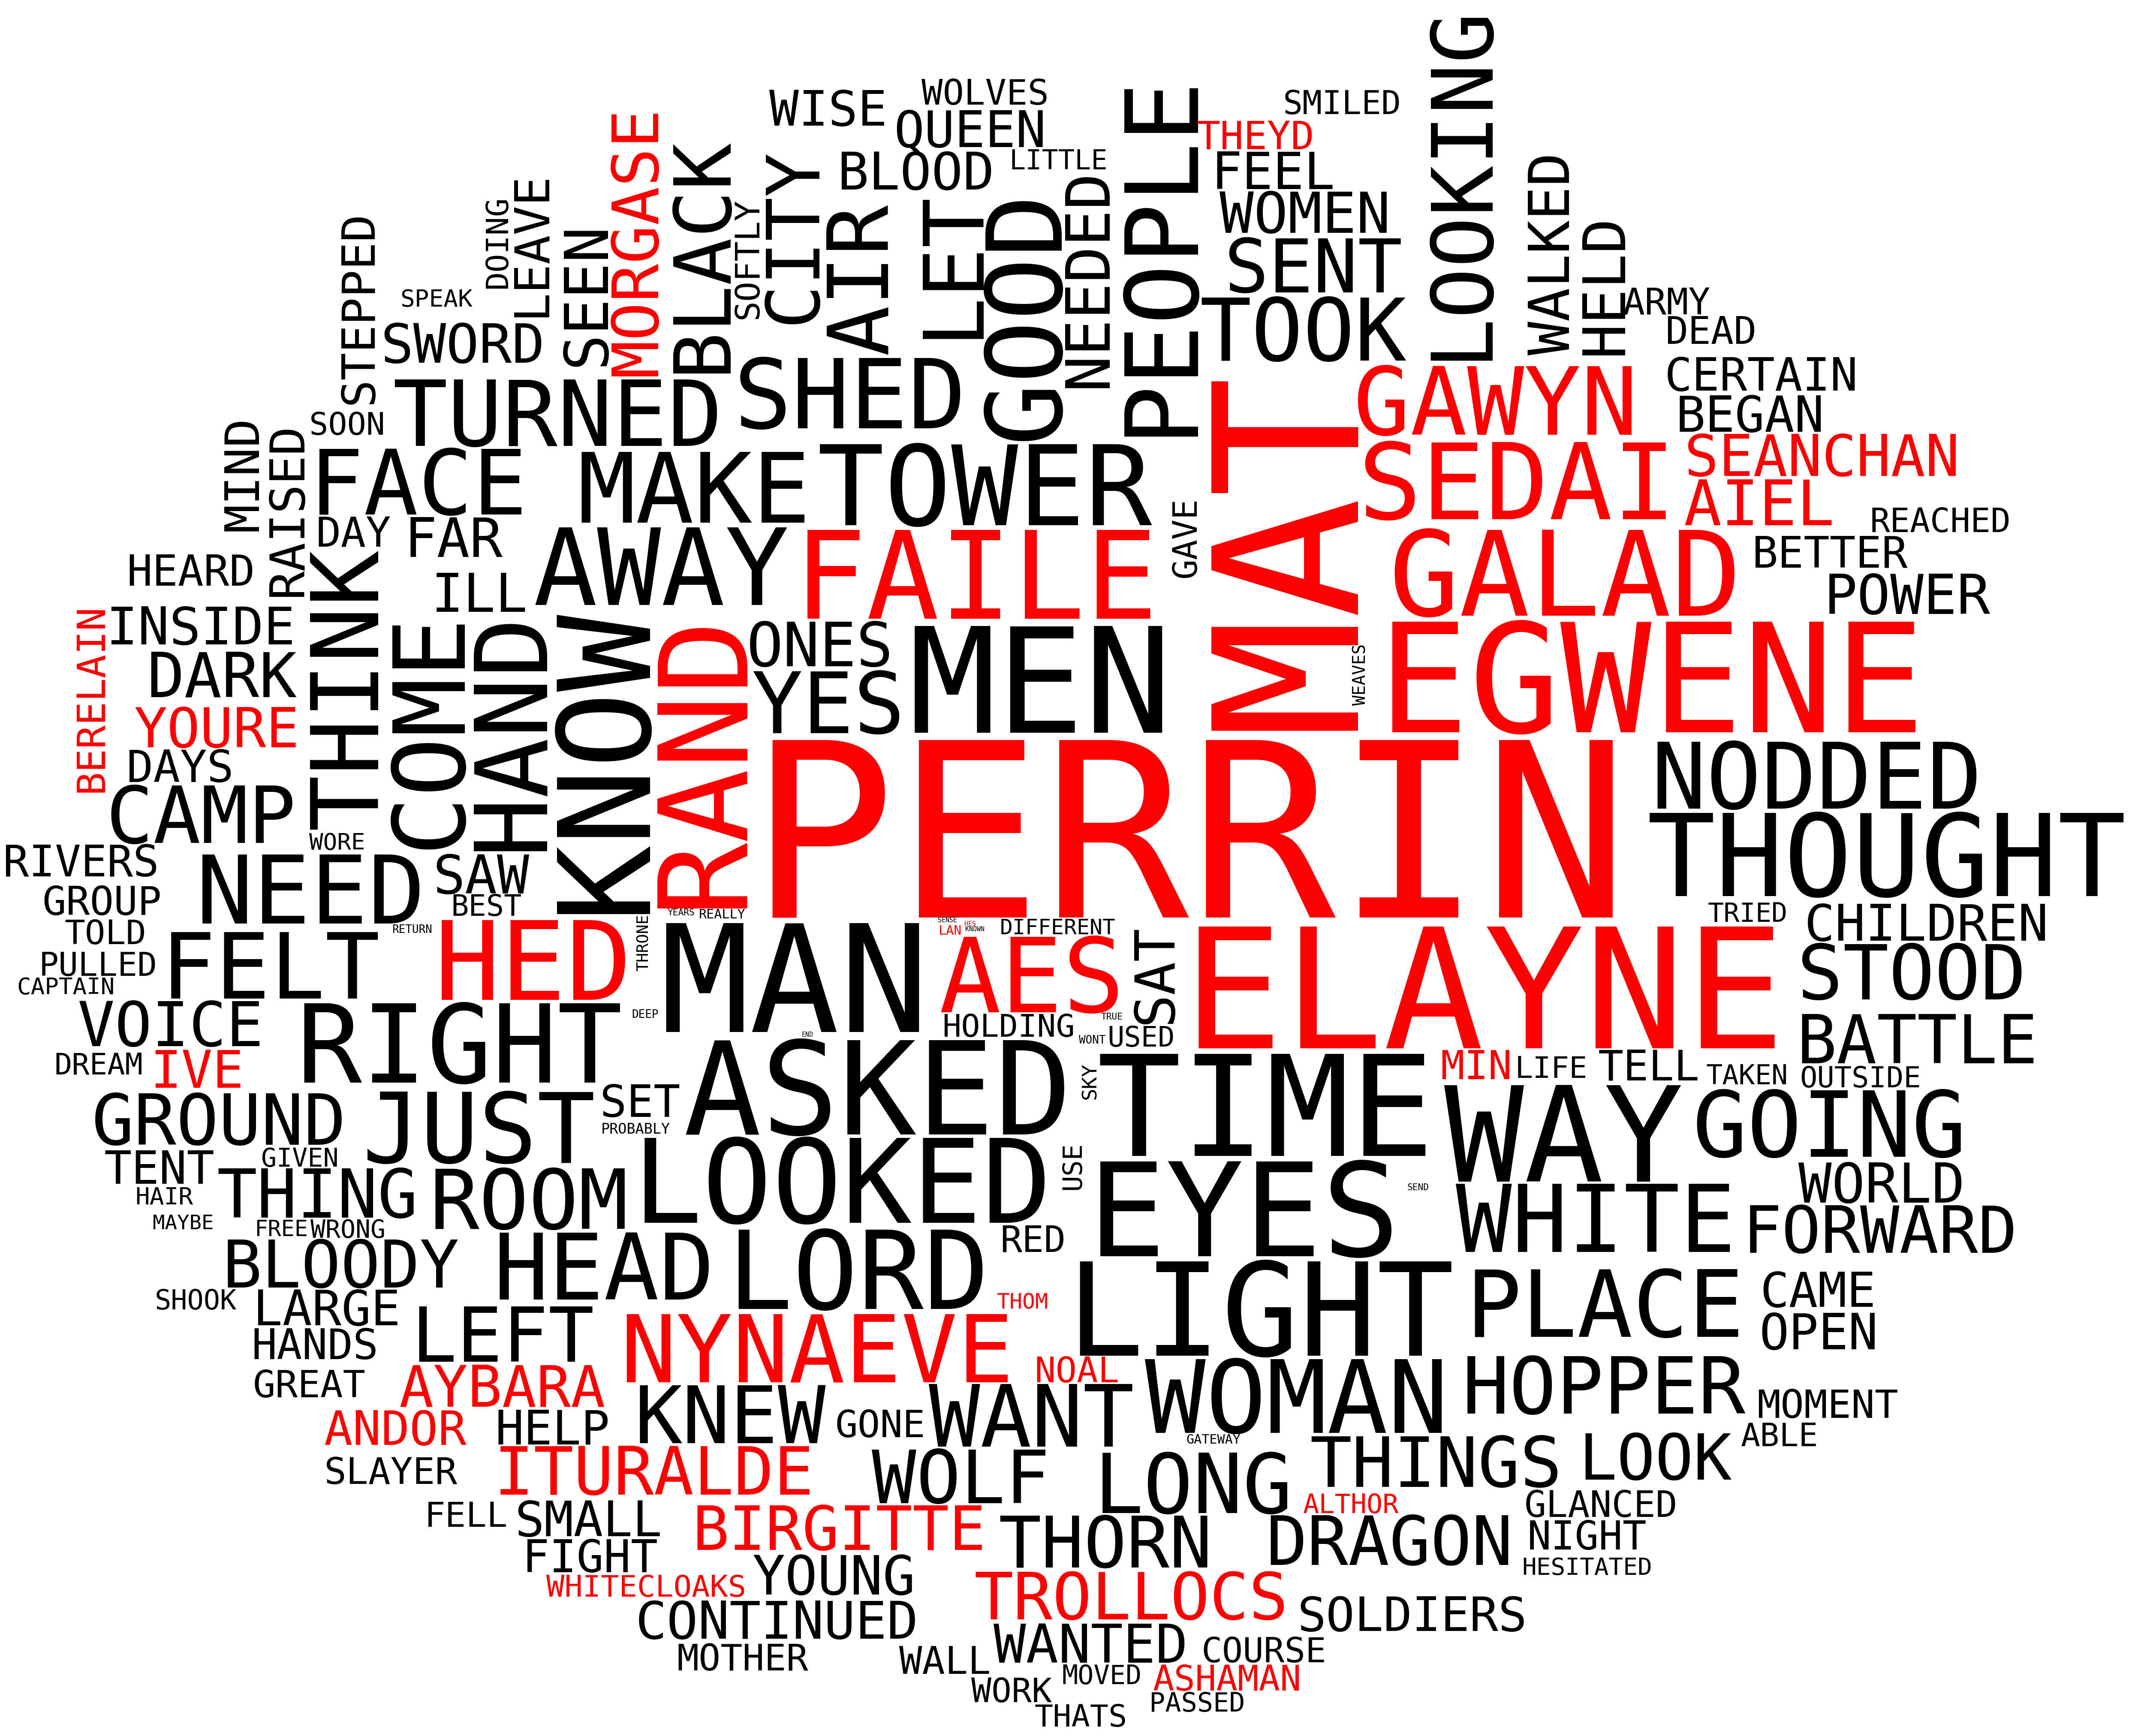 LOOKING
WOLVES
WISE
QUEEN
PEOPLE
SMILED
THEYD
MORGASE
BLACK
CITY
BLOOD
LITTLE
FEEL
WOMEN
WALKED
DOING
LEAVE
SOFTLY
AIR
LET
GOOD
NEEDED
SENT
HELD
STEPPED
SPEAK
SEEN
TOOK
ARMY
DEAD
SWORD
SHED
GAWYN
CERTAIN
TURNED
BEGAN
SOON
MIND
RAISED
FACE
MAKE
TOWER
MAT
SEDAI
SEANCHAN
AIEL
REACHED
DAY
FAR
AWAY
FAILE
GAVE
GALAD
BETTER
HEARD
THINK
ILL
POWER
BERELAIN
INSIDE
COME
HAND
KNOW
RAND
ONES
MEN
WEAVES
EGWENE
DARK
YES
YOURE
DAYS
PERRIN
NODDED
CAMP
WORE
THOUGHT
RIVERS
NEED
SAW
GROUP
BEST
YEARS
REALLY
TRIED
CHILDREN
TOLD
RETURN
THRONE
MAN
SENSE
HES
LAN
KNOWN
DIFFERENT
FELT
HED
AES
SAT
ELAYNE
STOOD
PULLED
CAPTAIN
VOICE
RIGHT
DEEP
HOLDING
TRUE
BATTLE
END
WONT
USED
DREAM
IVE
ASKED
TIME
MIN
LIFE
TELL
TAKEN
OUTSIDE
SKY
GROUND
JUST
SET
PROBABLY
WAY
GOING
TENT
GIVEN
THING
ROOM
LOOKED
USE
EYES
SEND
WHITE
WORLD
HAIR
MAYBE
FREE
WRONG
RED
FORWARD
BLOODY
HEAD
LORD
LIGHT
PLACE
CAME
SHOOK
LARGE
THOM
LEFT
NYNAEVE
OPEN
HANDS
NOAL
WOMAN
HOPPER
GREAT
AYBARA
KNEW
GONE
WANT
MOMENT
ANDOR
HELP
GATEWAY
THINGS
LOOK
ABLE
SLAYER
ITURALDE
WOLF
LONG
FELL
SMALL
BIRGITTE
ALTHOR
GLANCED
THORN
DRAGON
NIGHT
FIGHT
HESITATED
WHITECLOAKS
YOUNG
TROLLOCS
SOLDIERS
CONTINUED
WANTED
COURSE
MOTHER
WALL
MOVED
ASHAMAN
WORK
PASSED
THATS